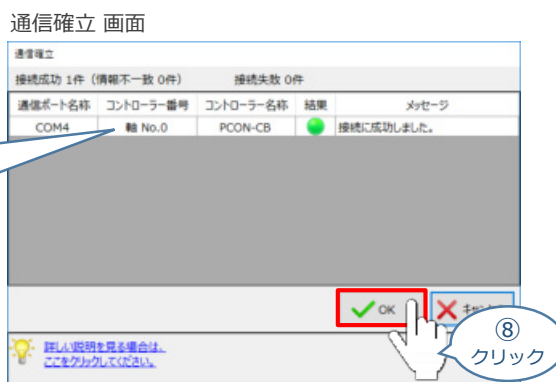 通信確立 画面
通信確立
接続成功 1件（情報不一致 0件） 接続失敗 0件
通信ポート名称 コントローラー番号 コントローラー名称 結果 メッセージ
COM4 軸 No.0 PCON-CB 接続に成功しました。
OK
⑧
クリック
詳しい説明を見る場合は、
ここをクリックしてください。